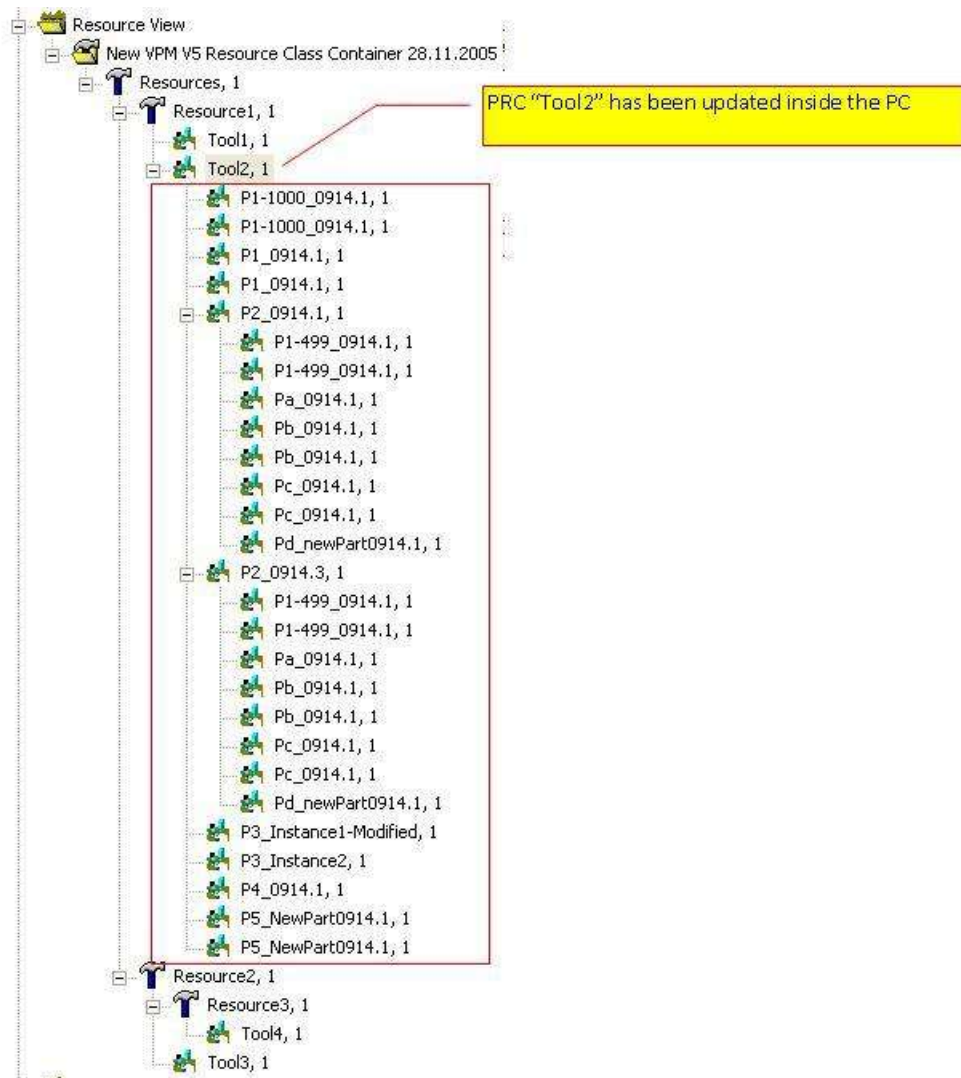 Resource View
New VPM V5 Resource Class Container 28.11.2005
Resources, 1
Resource1, 1
PRC "Tool2" has been updated inside the PC
Tool1, 1
Tool2, 1
P1-1000_0914.1, 1
P1-1000_0914.1, 1
P1_0914.1, 1
P1_0914.1, 1
P2_0914.1, 1
P1-499_0914.1, 1
P1-499_0914.1, 1
Pa_0914.1, 1
Pb_0914.1, 1
Pb_0914.1, 1
Pc_0914.1, 1
Pc_0914.1, 1
Pd_newPart0914.1, 1
P2_0914.3, 1
P1-499_0914.1, 1
P1-499_0914.1, 1
Pa_0914.1, 1
Pb_0914.1, 1
Pb_0914.1, 1
Pc_0914.1, 1
Pc_0914.1, 1
Pd_newPart0914.1, 1
P3_Instance1-Modified, 1
P3_Instance2, 1
P4_0914.1, 1
P5_NewPart0914.1, 1
P5_NewPart0914.1, 1
Resource2, 1
Resource3, 1
Tool4, 1
Tool3, 1